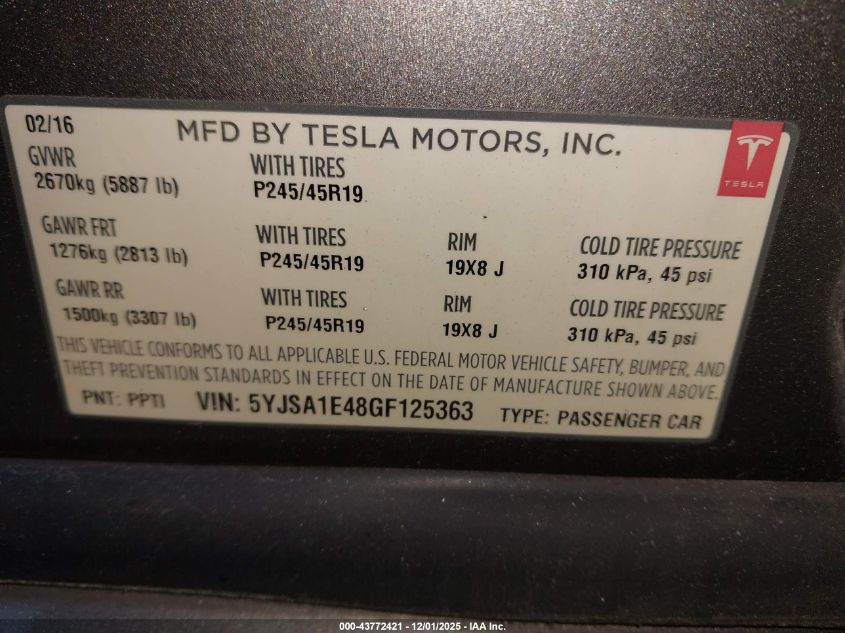 02/16
MFD BY TESLA MOTORS, INC.
TESLA
GVWR
2670kg (5887 lb)
WITH TIRES
P245/45R19
GAWR FRT
1276kg (2813 lb)
WITH TIRES
P245/45R19
RIM
19X8 J
COLD TIRE PRESSURE
310 kPa, 45 psi
GAWR RR
1500kg (3307 lb)
WITH TIRES
P245/45R19
RIM
19X8 J
COLD TIRE PRESSURE
310 kPa, 45 psi
THIS VEHICLE CONFORMS TO ALL APPLICABLE U.S. FEDERAL MOTOR VEHICLE SAFETY, BUMPER, AND
THEFT PREVENTION STANDARDS IN EFFECT ON THE DATE OF MANUFACTURE SHOWN ABOVE.
PNT: PPTI VIN: 5YJSA1E48GF125363 TYPE: PASSENGER CAR
000-43772421 - 12/01/2025 - IAA Inc.